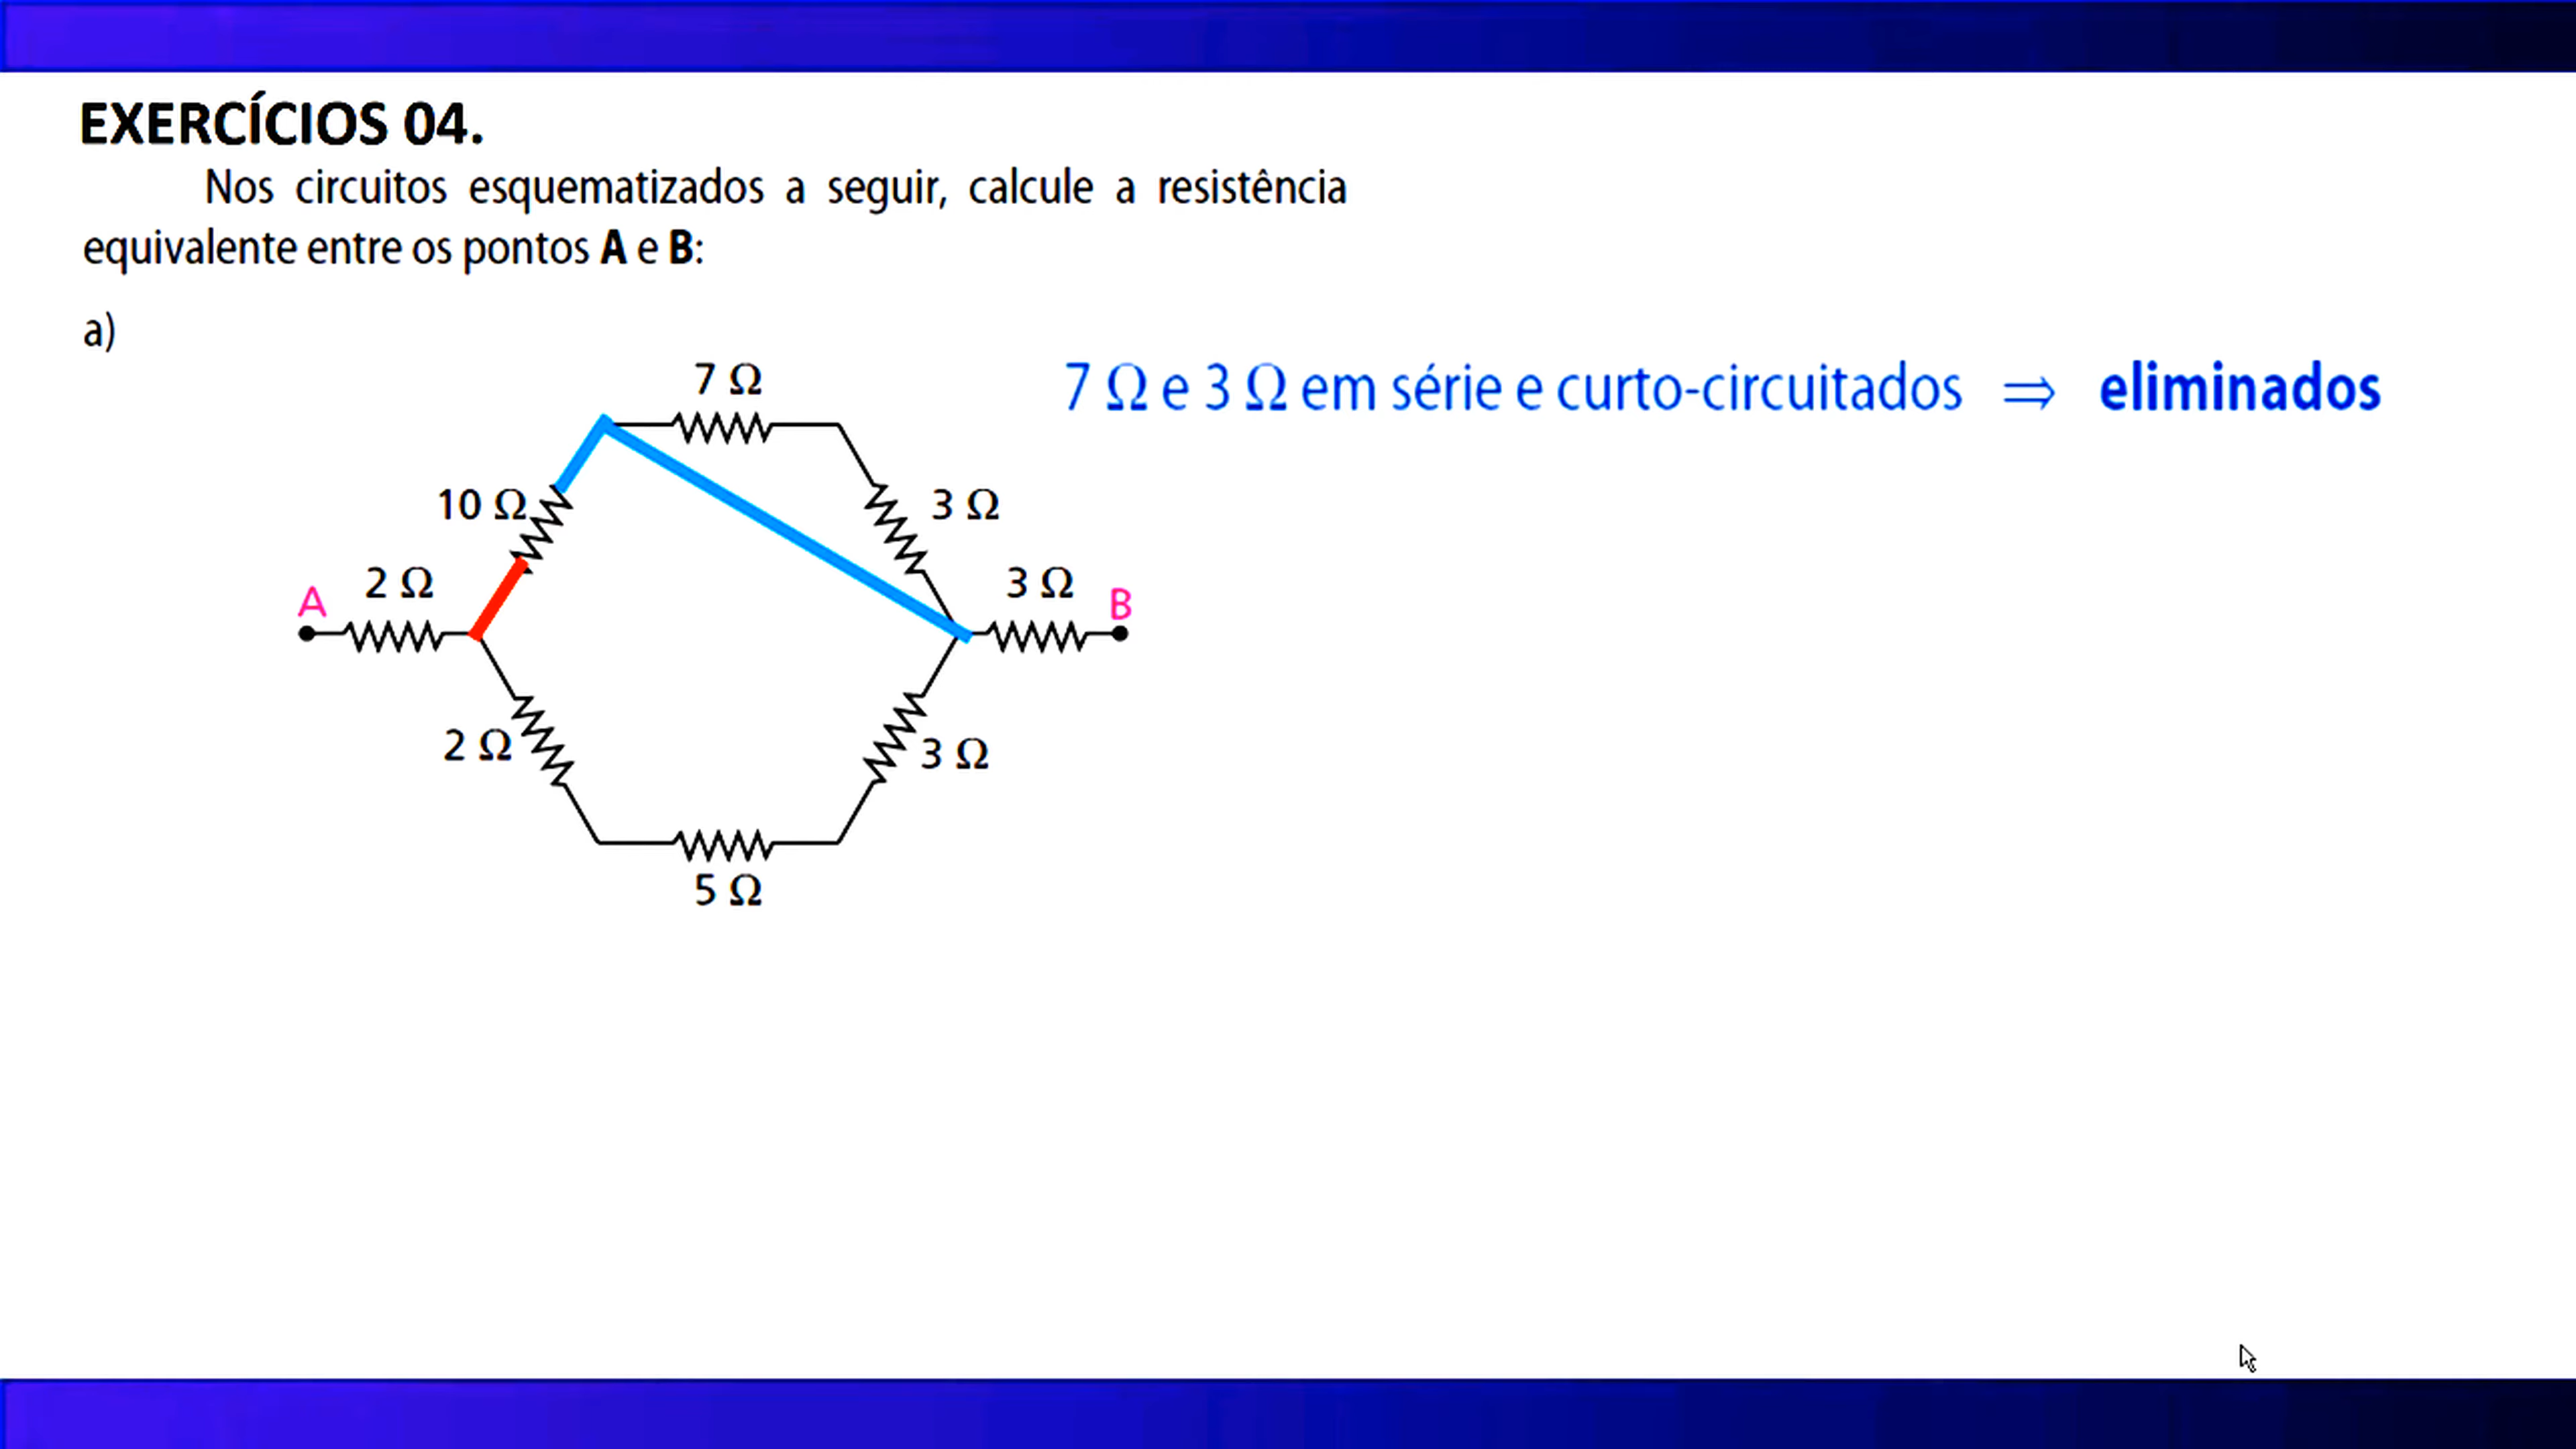 EXERCÍCIOS 04.
Nos circuitos esquematizados a seguir, calcule a resistência
equivalente entre os pontos A e B:
a)
7 Ω e 3 Ω em série e curto-circuitados ⇒ eliminados
7 Ω
10 Ω
3 Ω
2 Ω
3 Ω
A
B
2 Ω
3 Ω
5 Ω